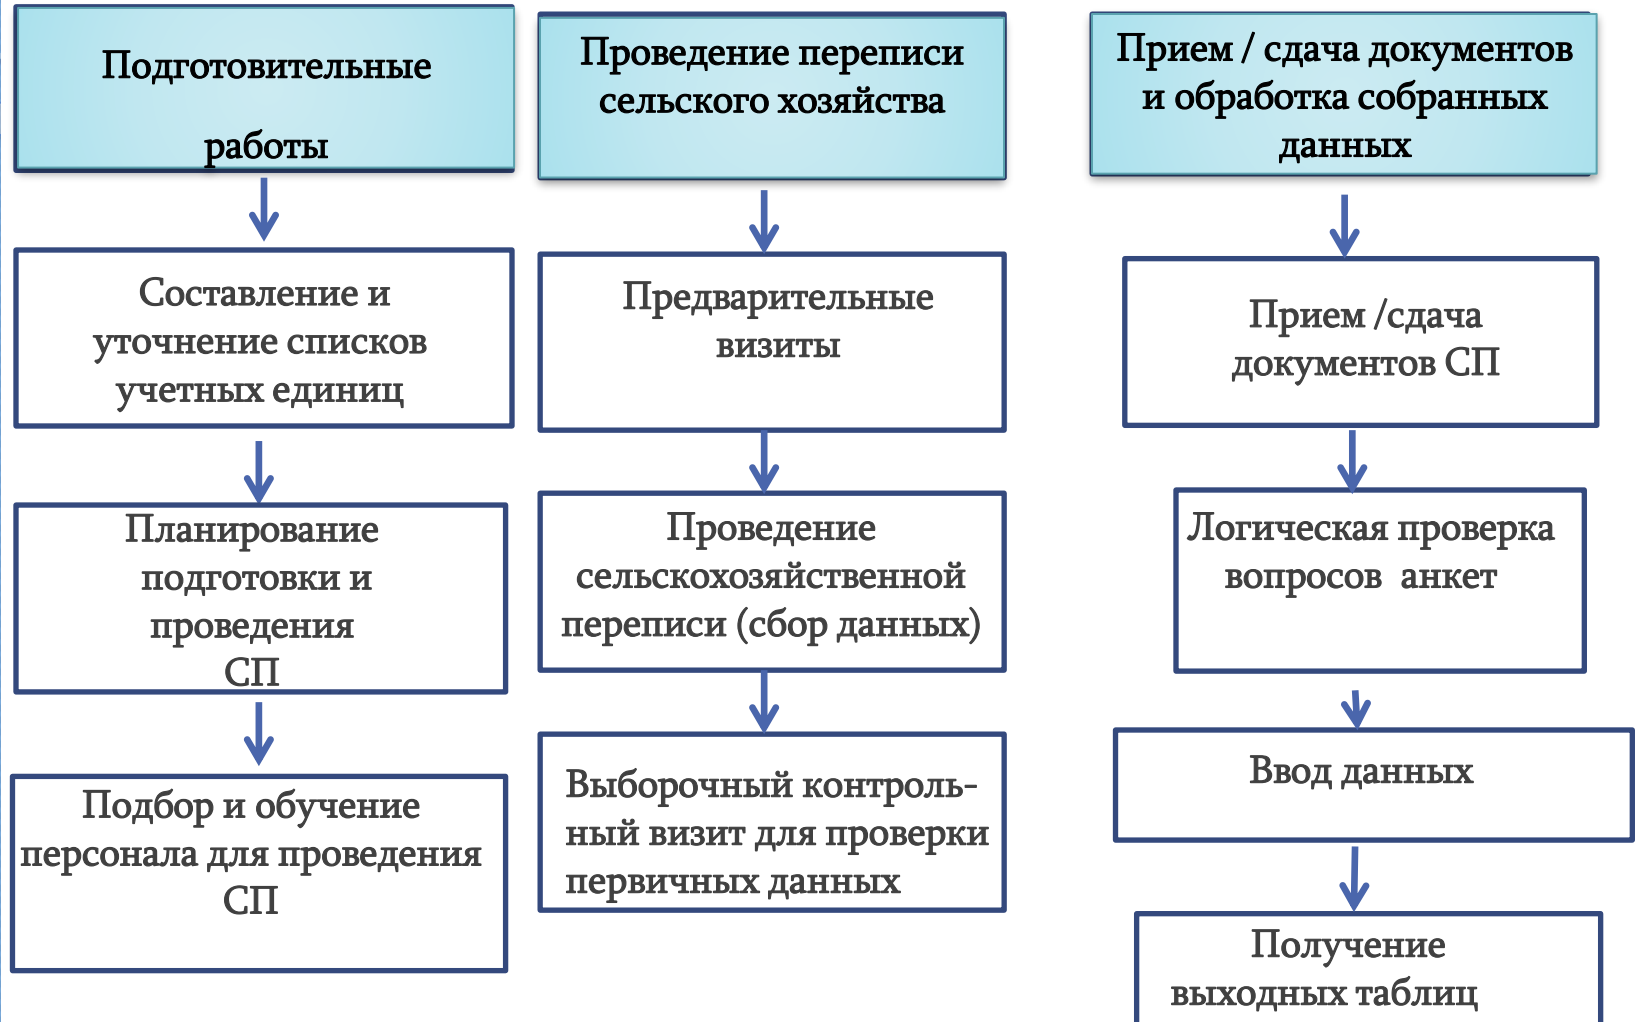 Подготовительные
работы
Составление и
уточнение списков
учетных единиц
Планирование
подготовки и
проведения
СП
Подбор и обучение
персонала для проведения
СП
Проведение переписи
сельского хозяйства
Предварительные
визиты
Проведение
сельскохозяйственной
переписи (сбор данных)
Выборочный контроль-
ный визит для проверки
первичных данных
Прием / сдача документов
и обработка собранных
данных
Прием /сдача
документов СП
Логическая проверка
вопросов анкет
Ввод данных
Получение
выходных таблиц